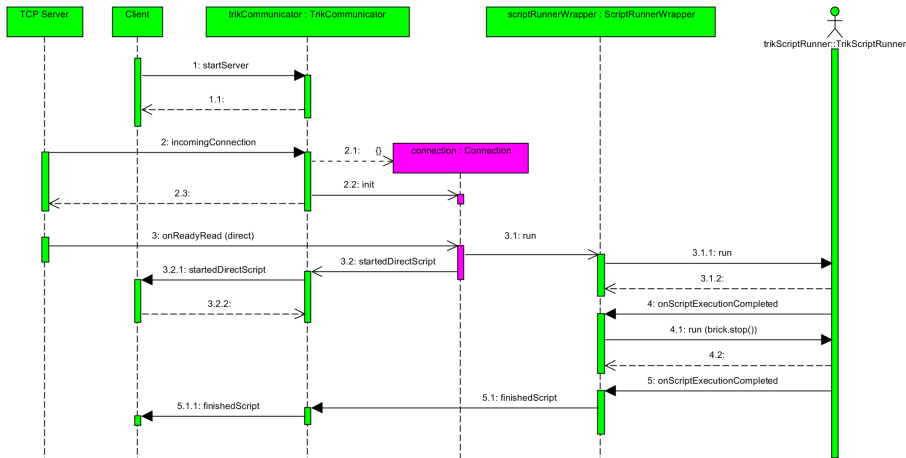 TCP Server
Client
trikCommunicator : TrikCommunicator
scriptRunnerWrapper : ScriptRunnerWrapper
trikScriptRunner::TrikScriptRunner
1: startServer
1.1:
2: incomingConnection
2.1: {}
connection : Connection
2.2: init
2.3:
3: onReadyRead (direct)
3.1: run
3.1.1: run
3.2: startedDirectScript
3.2.1: startedDirectScript
3.1.2:
3.2.2:
4: onScriptExecutionCompleted
4.1: run (brick.stop())
4.2:
5: onScriptExecutionCompleted
5.1: finishedScript
5.1.1: finishedScript